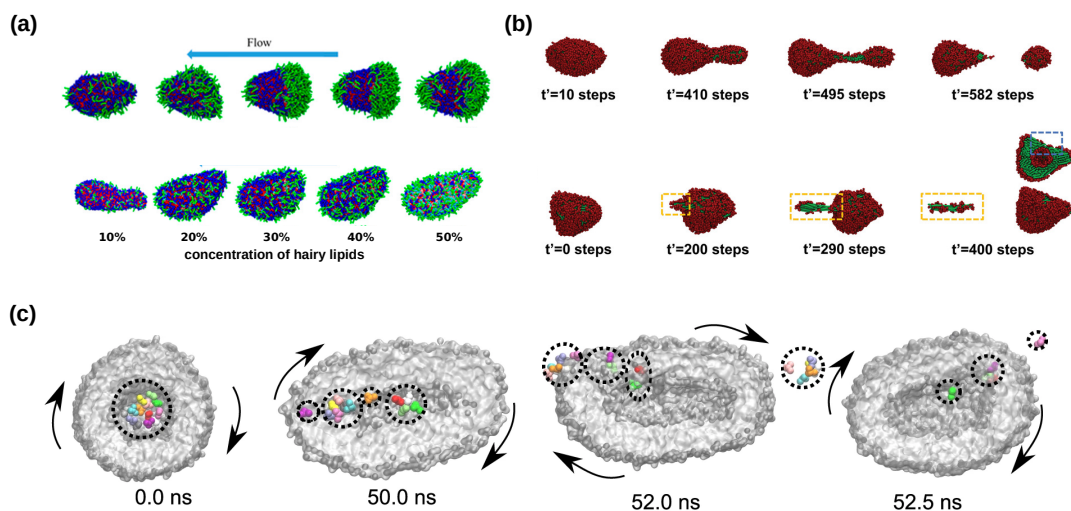 (a)
Flow
10% 20% 30% 40% 50%
concentration of hairy lipids
(b)
t'=10 steps t'=410 steps t'=495 steps t'=582 steps
t'=0 steps t'=200 steps t'=290 steps t'=400 steps
(c)
0.0 ns 50.0 ns 52.0 ns 52.5 ns